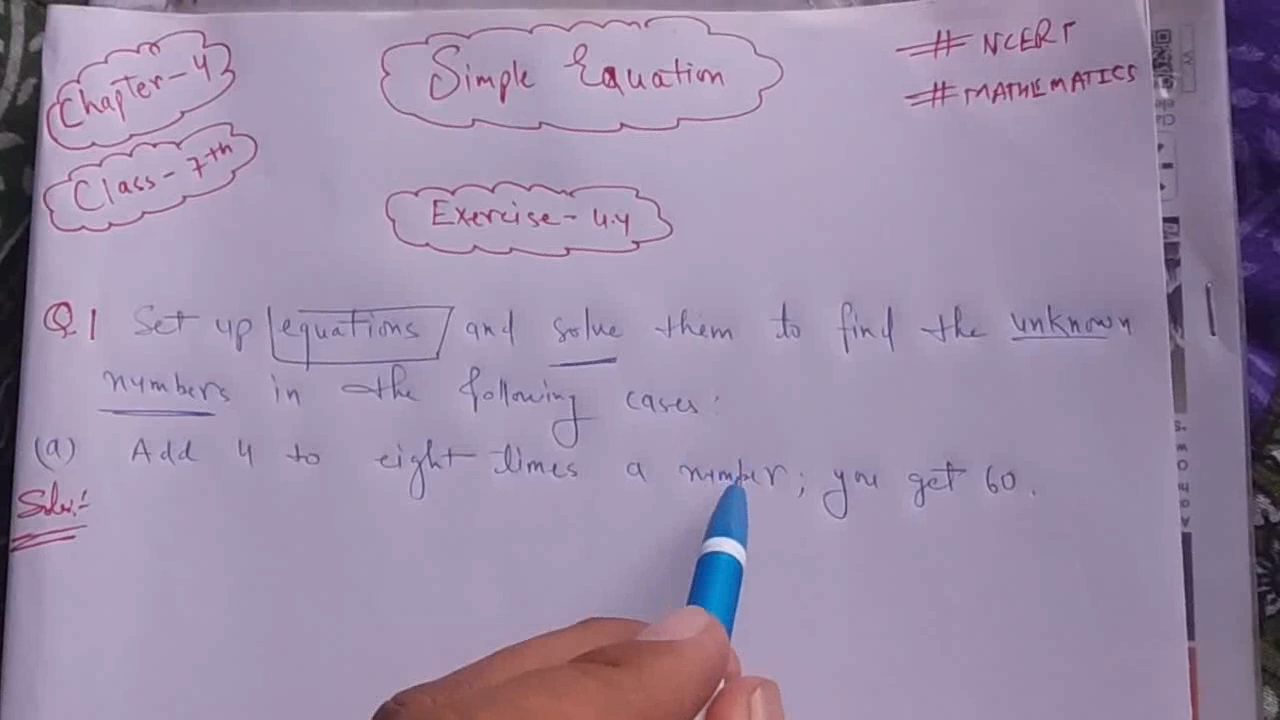 Chapter-4
Simple Equation
# NCERT
# MATHEMATICS
Class-7th
Exercise-4.4
Q1 Set up equations and solve them to find the unknown
numbers in the following cases:
(a) Add 4 to eight times a number; you get 60.
Soln:-